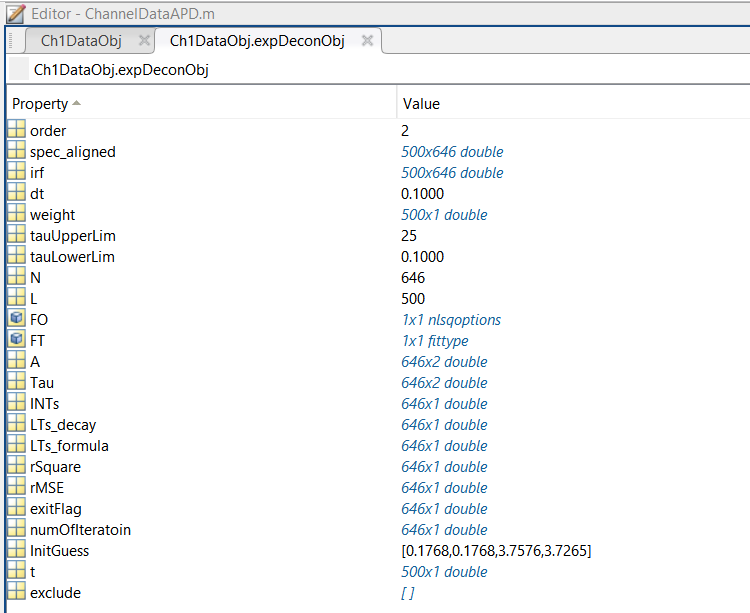 Editor - ChannelDataAPD.m
Ch1DataObj Ch1DataObj.expDeconObj
Ch1DataObj.expDeconObj
Property Value
order 2
spec_aligned 500x646 double
irf 500x646 double
dt 0.1000
weight 500x1 double
tauUpperLim 25
tauLowerLim 0.1000
N 646
L 500
FO 1x1 nlsqoptions
FT 1x1 fittype
A 646x2 double
Tau 646x2 double
INTs 646x1 double
LTs_decay 646x1 double
LTs_formula 646x1 double
rSquare 646x1 double
rMSE 646x1 double
exitFlag 646x1 double
numOfIteratoin 646x1 double
InitGuess [0.1768,0.1768,3.7576,3.7265]
t 500x1 double
exclude []